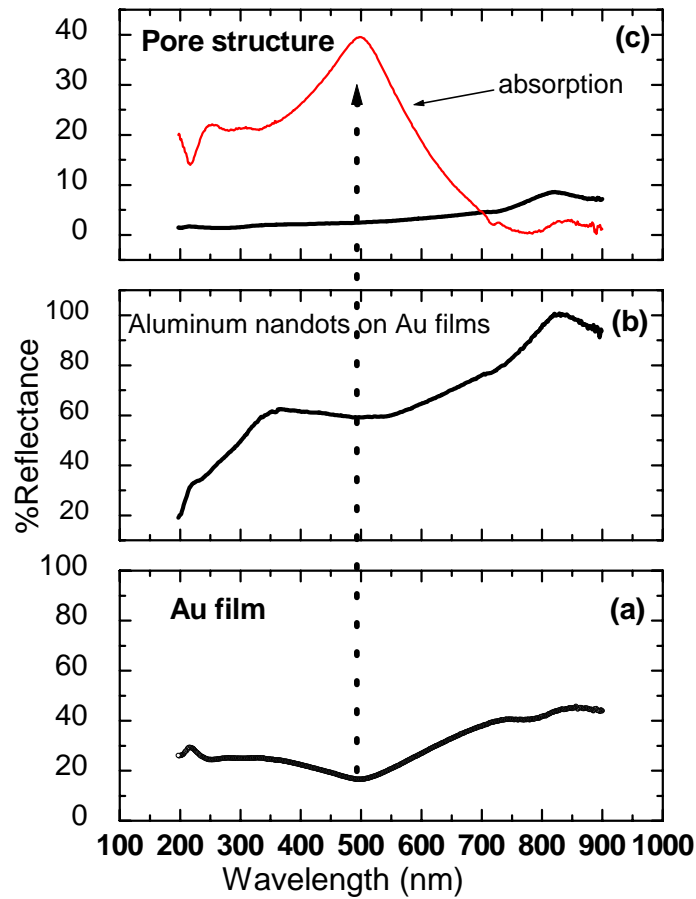 40
Pore structure
(c)
30
absorption
20
10
0
100
Aluminum nandots on Au films
(b)
80
60
40
20
%Reflectance
100
Au film
(a)
80
60
40
20
0
100 200 300 400 500 600 700 800 900 1000
Wavelength (nm)